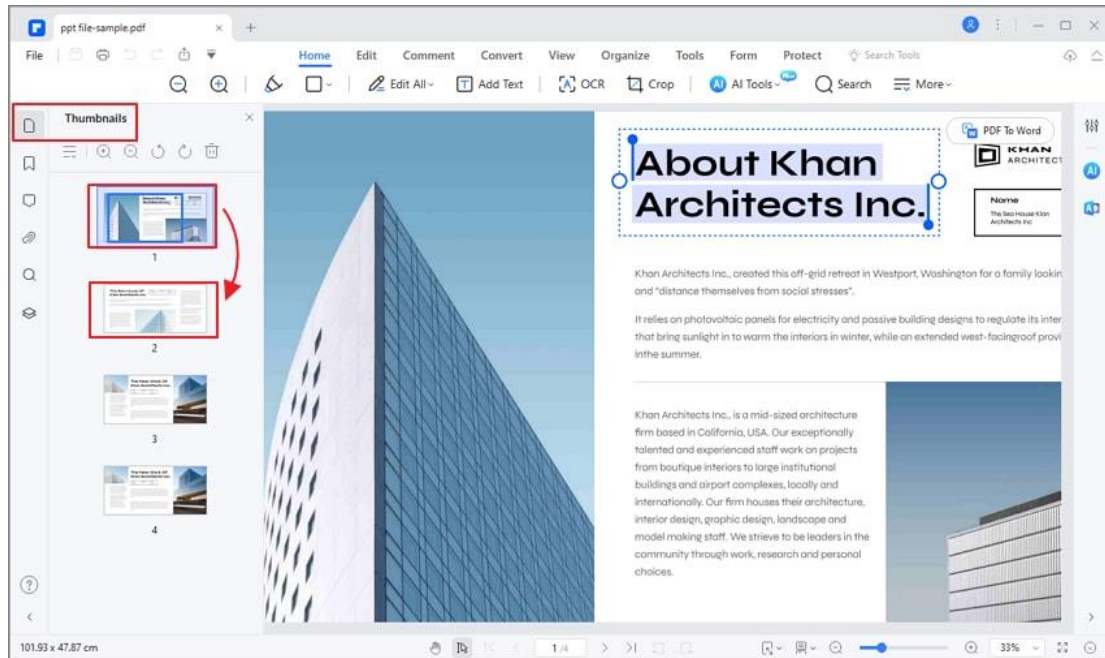 ppt file-sample.pdf
File
Home Edit Comment Convert View Organize Tools Form Protect Search Tools
Edit All Add Text OCR Crop AI AI Tools Search More
Thumbnails
1
2
3
4
PDF To Word
About Khan
Architects Inc.
KHAN
ARCHITECT
Name
The Sea House Klan
Architects Inc
Khan Architects Inc., created this off-grid retreat in Westport, Washington for a family lookin
and "distance themselves from social stresses".
It relies on photovoltaic panels for electricity and passive building designs to regulate its inter
that bring sunlight in to warm the interiors in winter, while an extended west-facingroof provi
inthe summer.
Khan Architects Inc., is a mid-sized architecture
firm based in California, USA. Our exceptionally
talented and experienced staff work on projects
from boutique interiors to large institutional
buildings and airport complexes, locally and
internationally. Our firm houses their architecture,
interior design, graphic design, landscape and
model making staff. We strieve to be leaders in the
community through work, research and personal
choices.
AI
101.93 x 47.87 cm
1 /4
33%